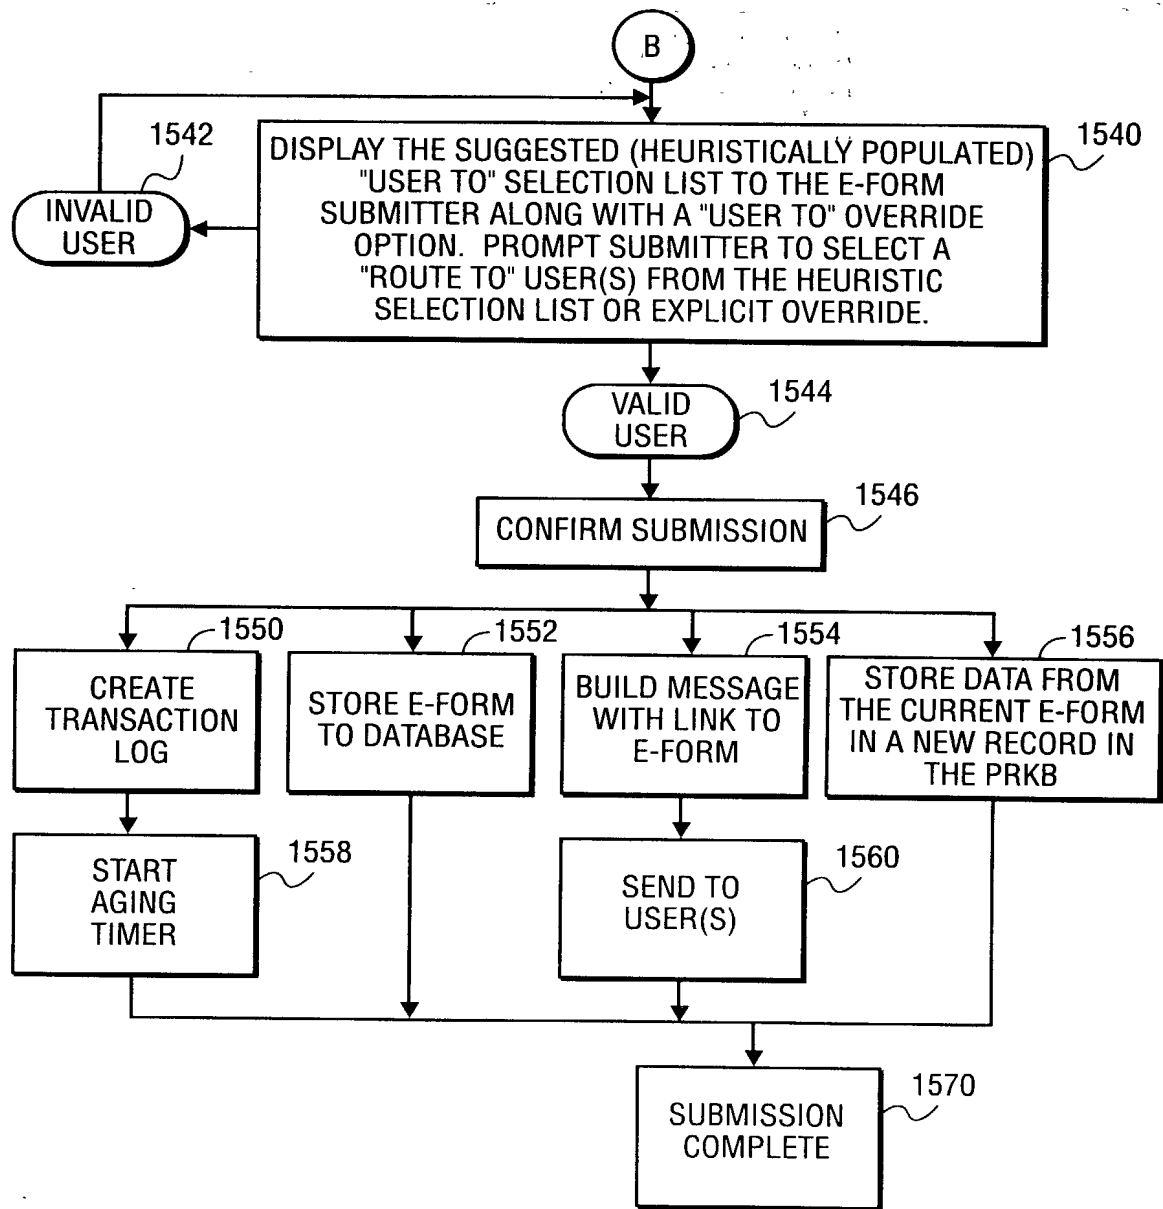 B
1542
1540
DISPLAY THE SUGGESTED (HEURISTICALLY POPULATED)
"USER TO" SELECTION LIST TO THE E-FORM
SUBMITTER ALONG WITH A "USER TO" OVERRIDE
OPTION. PROMPT SUBMITTER TO SELECT A
"ROUTE TO" USER(S) FROM THE HEURISTIC
SELECTION LIST OR EXPLICIT OVERRIDE.
INVALID
USER
VALID
USER
1544
CONFIRM SUBMISSION
1546
1550
CREATE
TRANSACTION
LOG
1552
STORE E-FORM
TO DATABASE
1554
BUILD MESSAGE
WITH LINK TO
E-FORM
1556
STORE DATA FROM
THE CURRENT E-FORM
IN A NEW RECORD IN
THE PRKB
START
AGING
TIMER
1558
SEND TO
USER(S)
1560
SUBMISSION
COMPLETE
1570